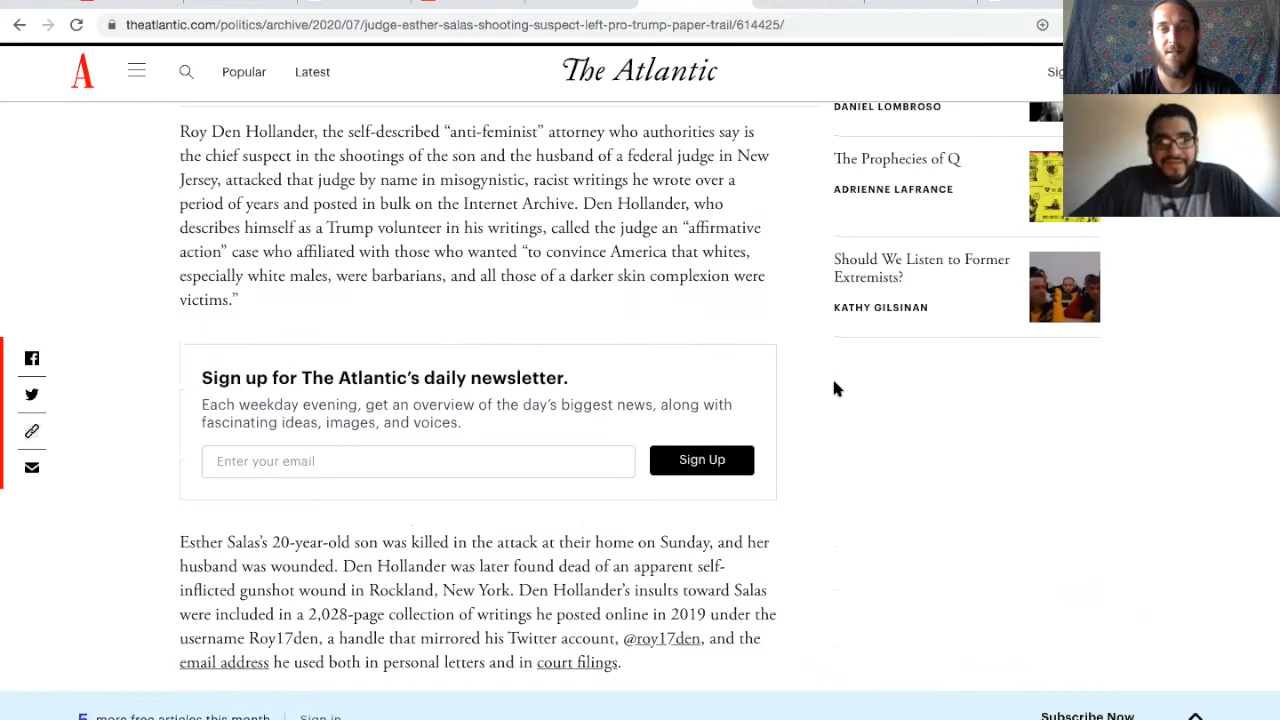 theatlantic.com/politics/archive/2020/07/judge-esther-salas-shooting-suspect-left-pro-trump-paper-trail/614425/
A
Popular
Latest
The Atlantic
Roy Den Hollander, the self-described “anti-feminist” attorney who authorities say is
the chief suspect in the shootings of the son and the husband of a federal judge in New
Jersey, attacked that judge by name in misogynistic, racist writings he wrote over a
period of years and posted in bulk on the Internet Archive. Den Hollander, who
describes himself as a Trump volunteer in his writings, called the judge an “affirmative
action” case who affiliated with those who wanted “to convince America that whites,
especially white males, were barbarians, and all those of a darker skin complexion were
victims.”
Sign up for The Atlantic’s daily newsletter.
Each weekday evening, get an overview of the day’s biggest news, along with
fascinating ideas, images, and voices.
Enter your email
Sign Up
Esther Salas’s 20-year-old son was killed in the attack at their home on Sunday, and her
husband was wounded. Den Hollander was later found dead of an apparent self-
inflicted gunshot wound in Rockland, New York. Den Hollander’s insults toward Salas
were included in a 2,028-page collection of writings he posted online in 2019 under the
username Roy17den, a handle that mirrored his Twitter account, @roy17den, and the
email address he used both in personal letters and in court filings.
DANIEL LOMBROSO
The Prophecies of Q
ADRIENNE LAFRANCE
Should We Listen to Former
Extremists?
KATHY GILSINAN
5 more free articles this month
Sign in
Subscribe Now